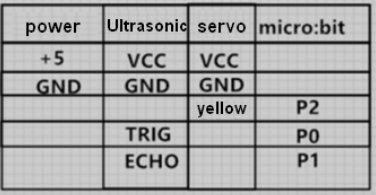 power Ultrasonic servo micro:bit
+5 VCC VCC
GND GND GND
yellow P2
TRIG P0
ECHO P1